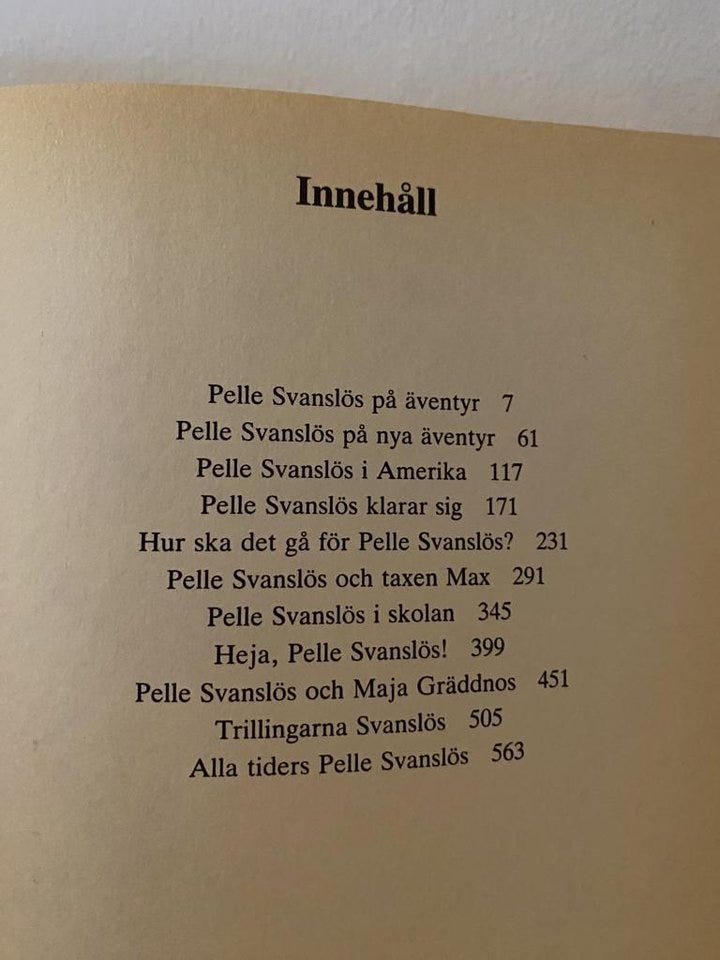 Innehåll
Pelle Svanslös på äventyr 7
Pelle Svanslös på nya äventyr 61
Pelle Svanslös i Amerika 117
Pelle Svanslös klarar sig 171
Hur ska det gå för Pelle Svanslös? 231
Pelle Svanslös och taxen Max 291
Pelle Svanslös i skolan 345
Heja, Pelle Svanslös! 399
Pelle Svanslös och Maja Gräddnos 451
Trillingarna Svanslös 505
Alla tiders Pelle Svanslös 563